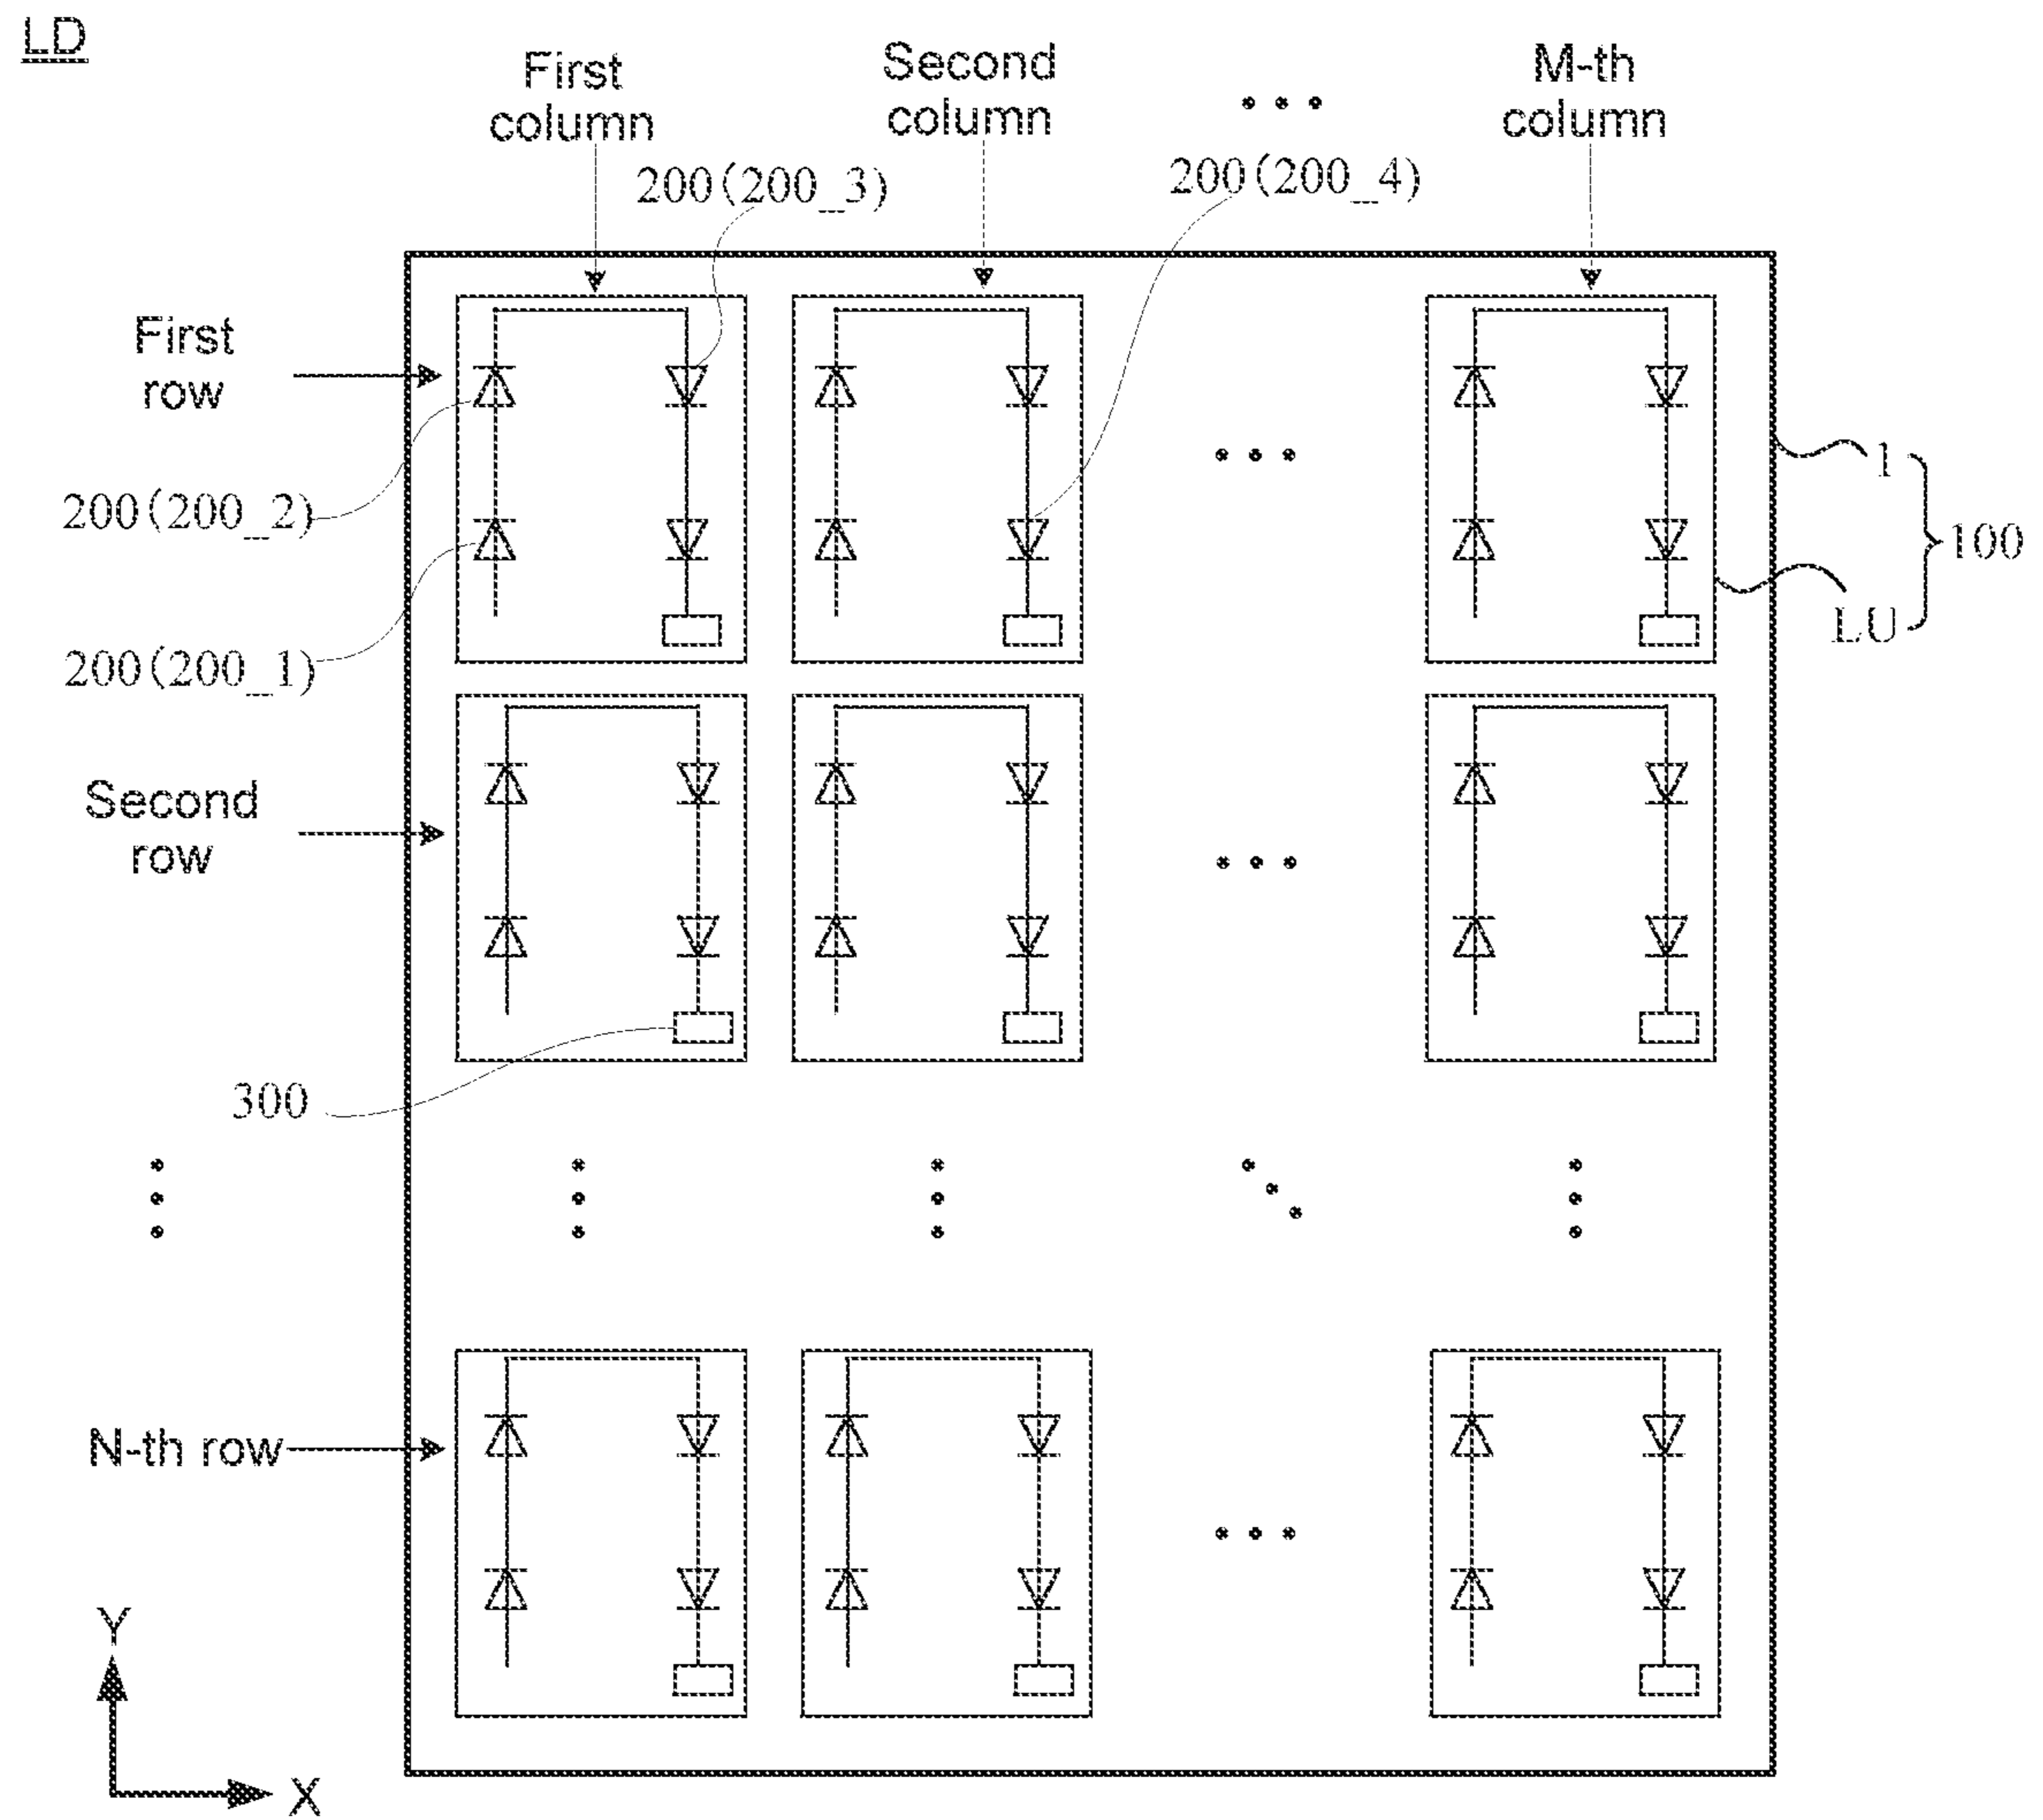 LD
First
column
Second
column
M-th
column
200(200_3)
200(200_4)
First
row
1
200(200_2)
100
LU
200(200_1)
Second
row
300
N-th row
Y
X